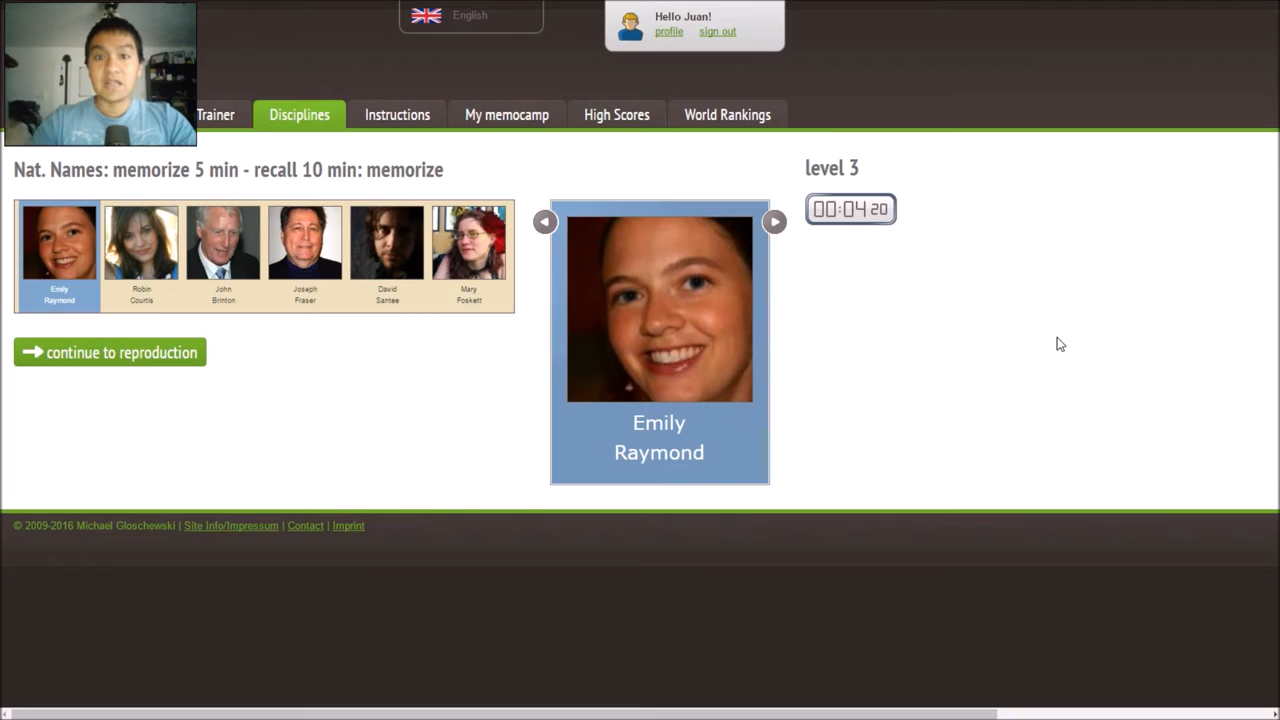 English
Hello Juan!
profile sign out
Trainer Disciplines Instructions My memocamp High Scores World Rankings
Nat. Names: memorize 5 min - recall 10 min: memorize
level 3
00:04 20
Emily Raymond
Robin Courtis
John Brinton
Joseph Fraser
David Santee
Mary Foskett
continue to reproduction
Emily
Raymond
© 2009-2016 Michael Gloschewski | Site Info/Impressum | Contact | Imprint